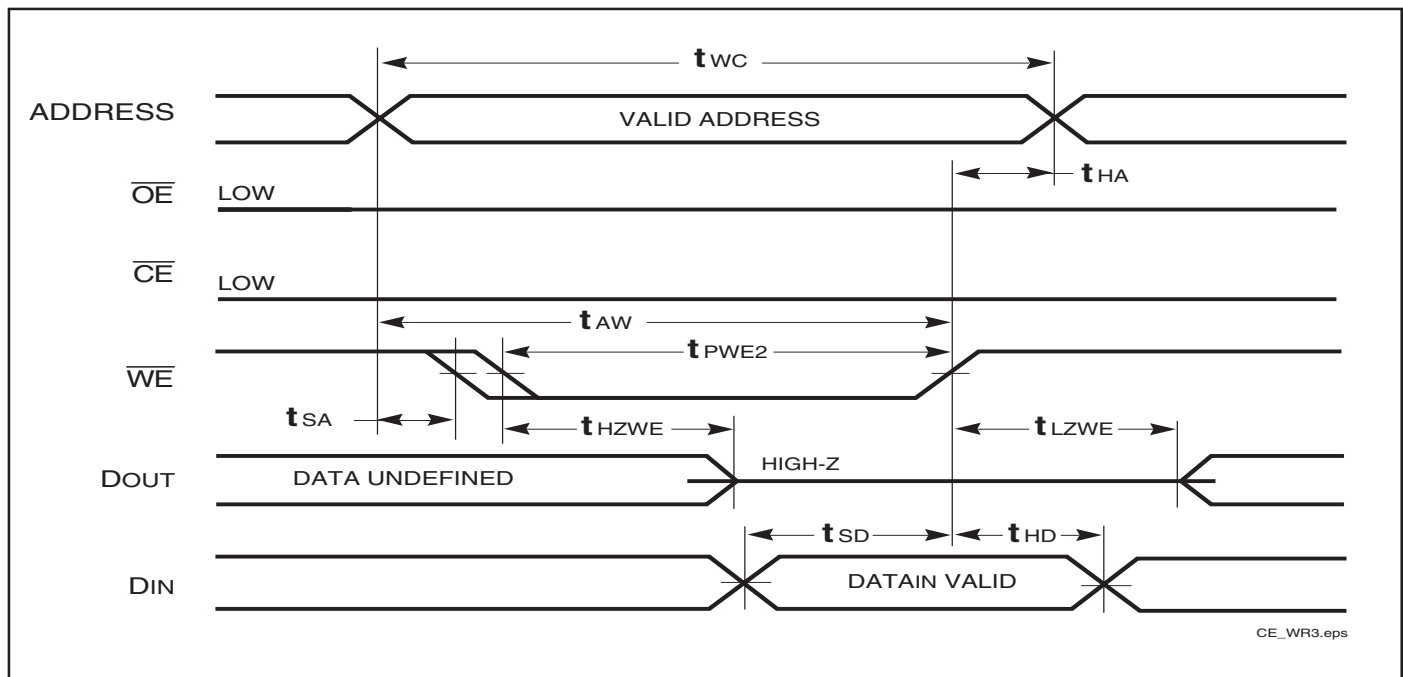 tWC
ADDRESS
VALID ADDRESS
tHA
OE
LOW
CE
LOW
tAW
tPWE2
WE
tSA
tHZWE
tLZWE
DOUT
DATA UNDEFINED
HIGH-Z
tSD
tHD
DIN
DATAIN VALID
CE_WR3.eps